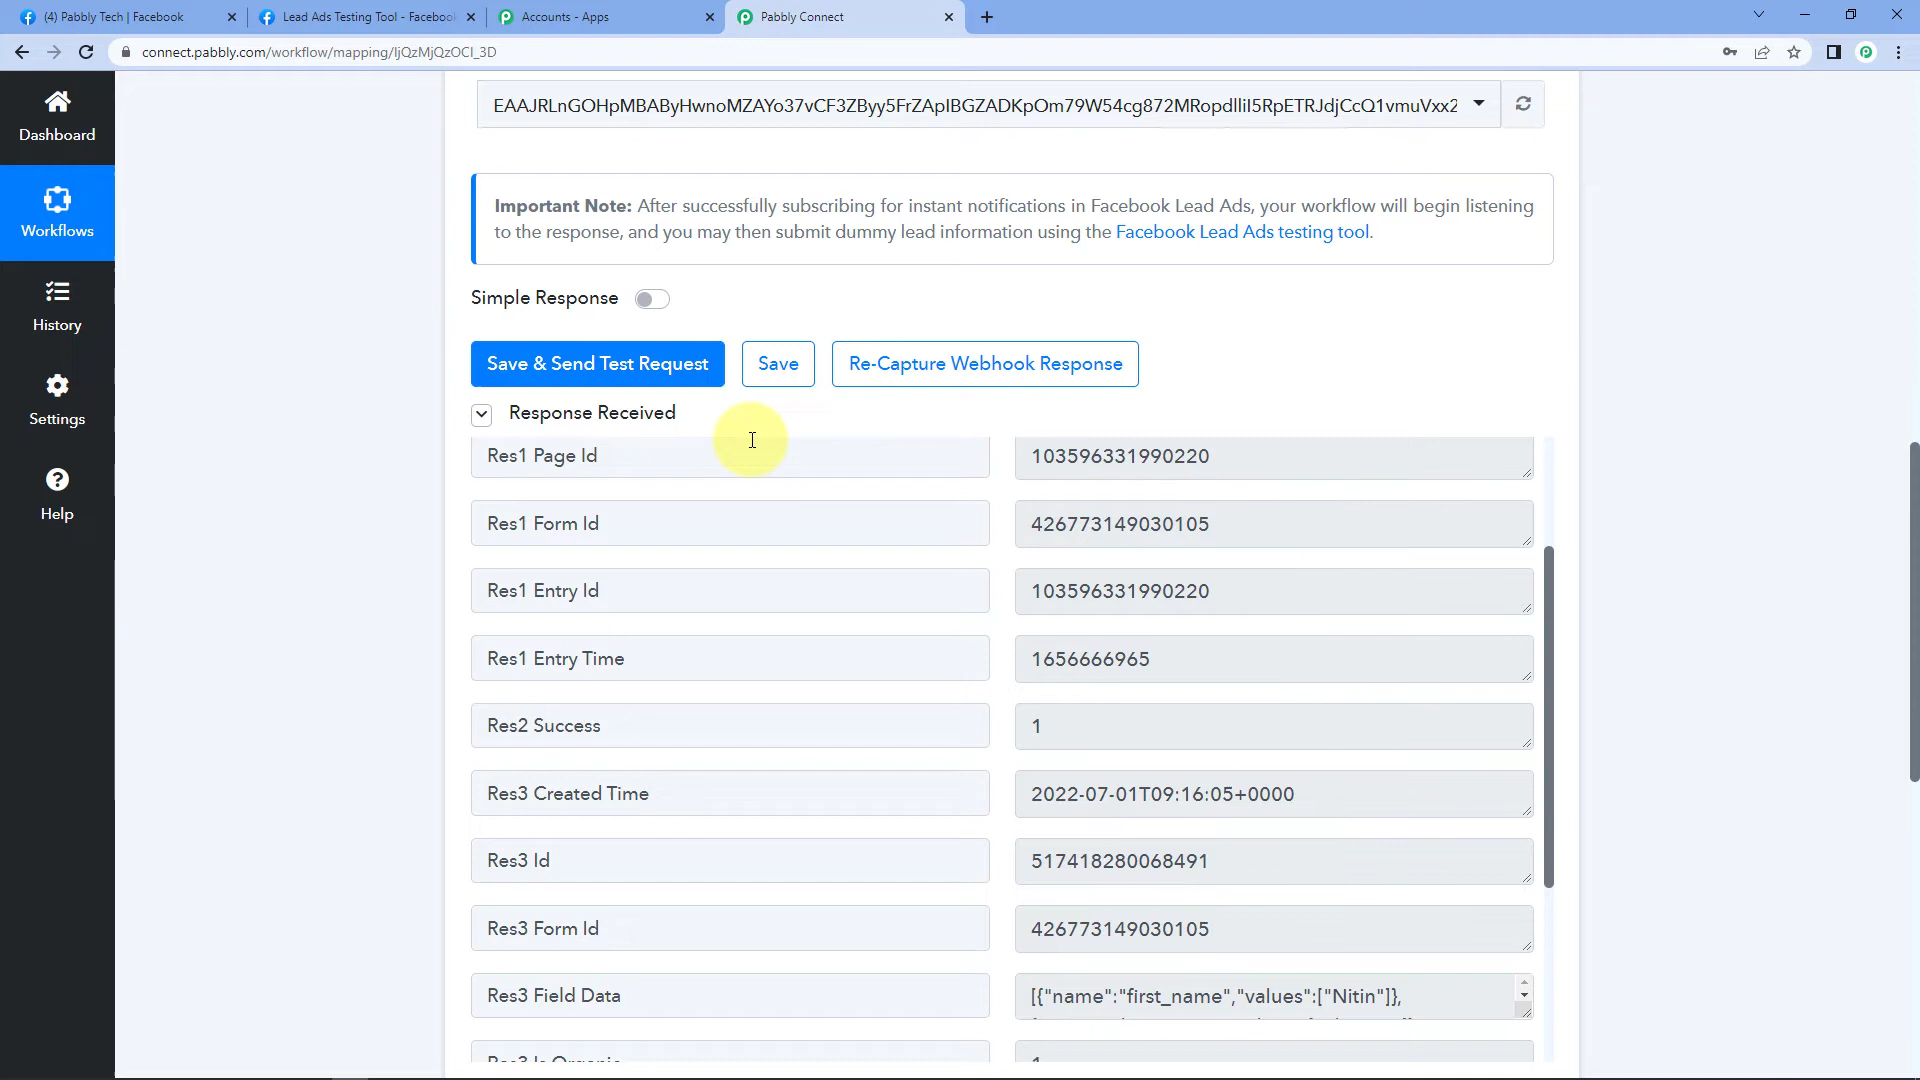 (4) Pabbly Tech | Facebook
Lead Ads Testing Tool - Facebook
Accounts - Apps
Pabbly Connect
connect.pabbly.com/workflow/mapping/IjQzMjQzOCI_3D
Dashboard
Workflows
History
Settings
Help
EAAJRLnGOHpMBAByHwnoMZAYo37vCF3ZByy5FrZApIBGZADKpOm79W54cg872MRopdlliI5RpETRJdjCcQ1vmuVxx2
Important Note: After successfully subscribing for instant notifications in Facebook Lead Ads, your workflow will begin listening
to the response, and you may then submit dummy lead information using the Facebook Lead Ads testing tool.
Simple Response
Save & Send Test Request
Save
Re-Capture Webhook Response
Response Received
Res1 Page Id
103596331990220
Res1 Form Id
426773149030105
Res1 Entry Id
103596331990220
Res1 Entry Time
1656666965
Res2 Success
1
Res3 Created Time
2022-07-01T09:16:05+0000
Res3 Id
517418280068491
Res3 Form Id
426773149030105
Res3 Field Data
[{"name":"first_name","values":["Nitin"]},
Res3 Is Organic